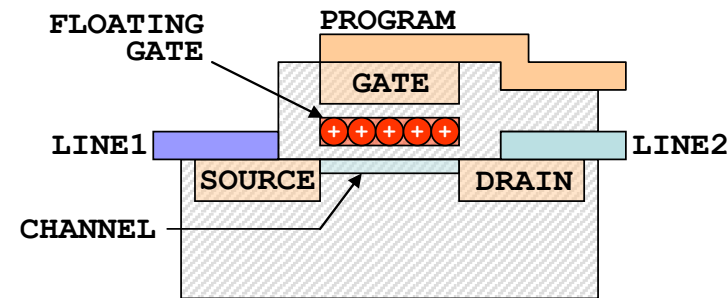 FLOATING
GATE
PROGRAM
GATE
+ + + + +
LINE1
LINE2
SOURCE
DRAIN
CHANNEL